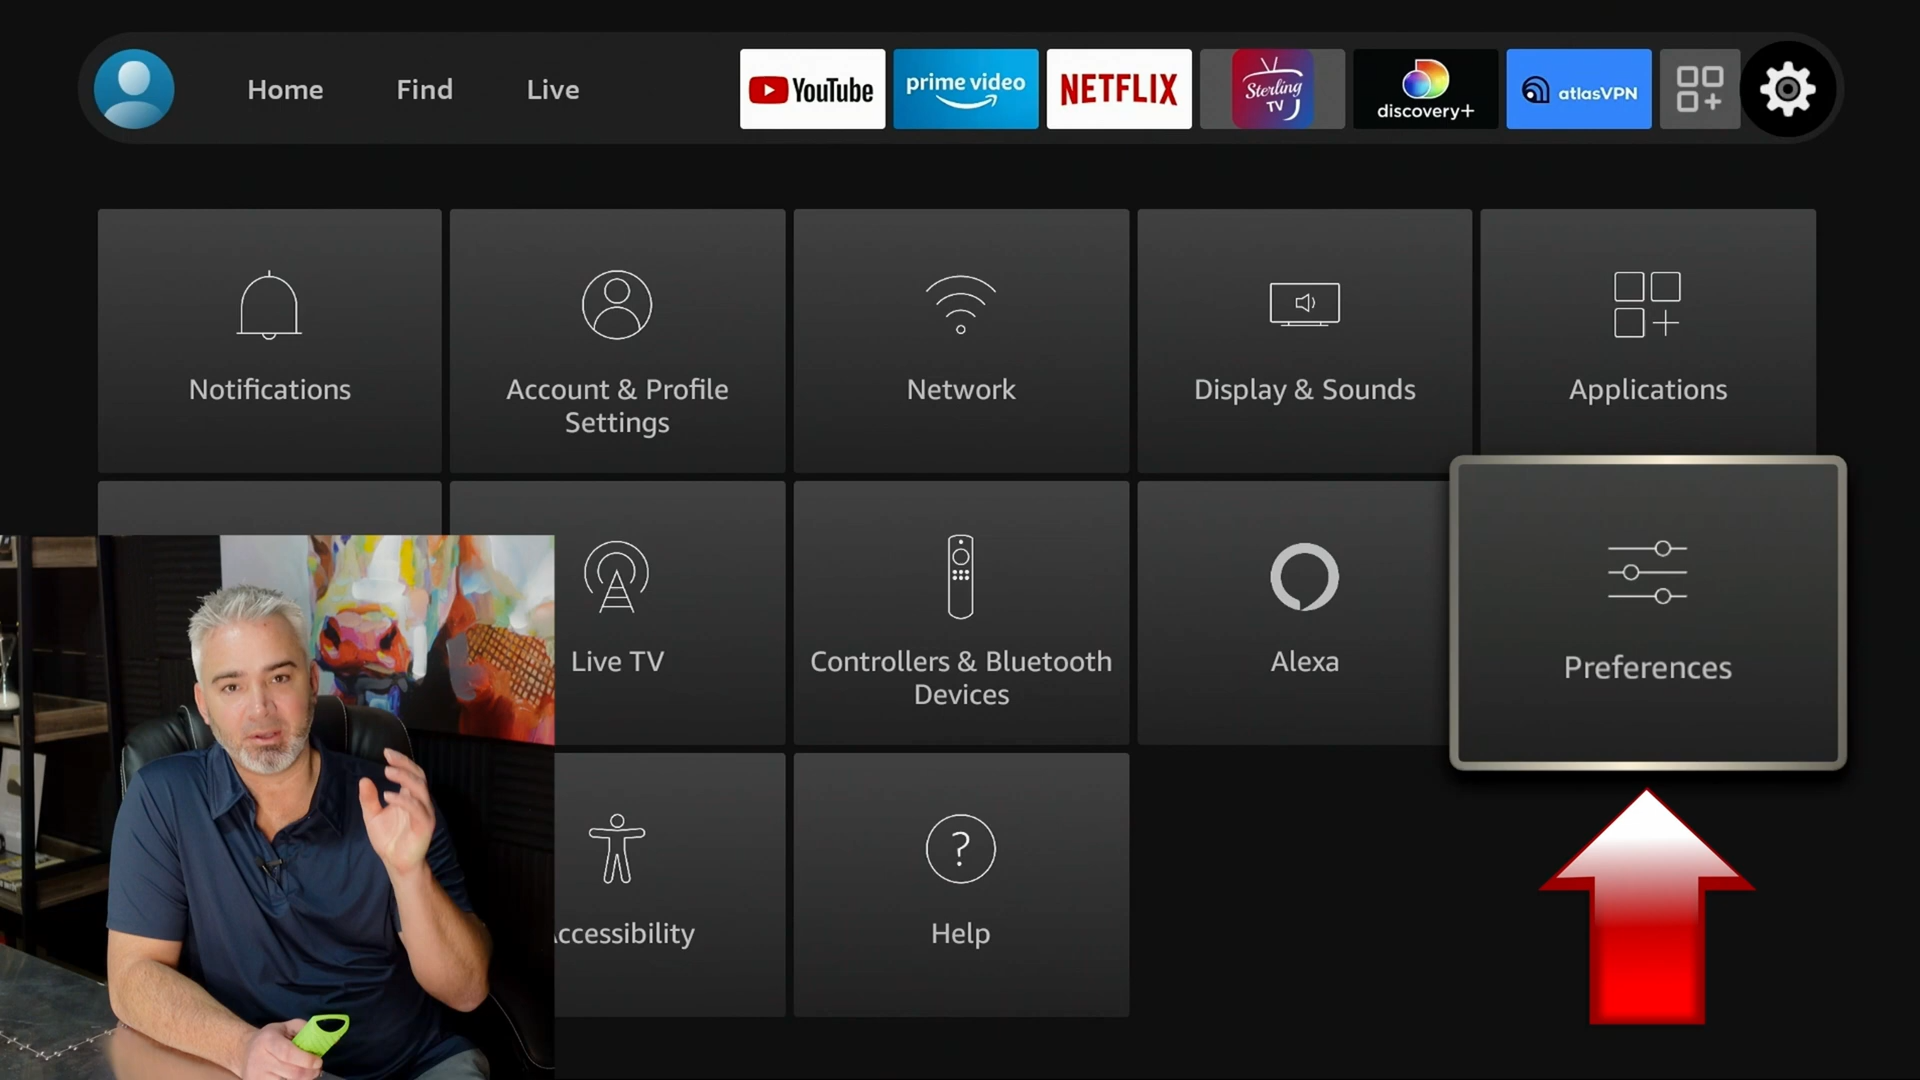 Home
Find
Live
YouTube
prime video
NETFLIX
Sterling
TV
discovery+
atlasVPN
Notifications
Account & Profile
Settings
Network
Display & Sounds
Applications
Live TV
Controllers & Bluetooth
Devices
Alexa
Preferences
ccessibility
?
Help